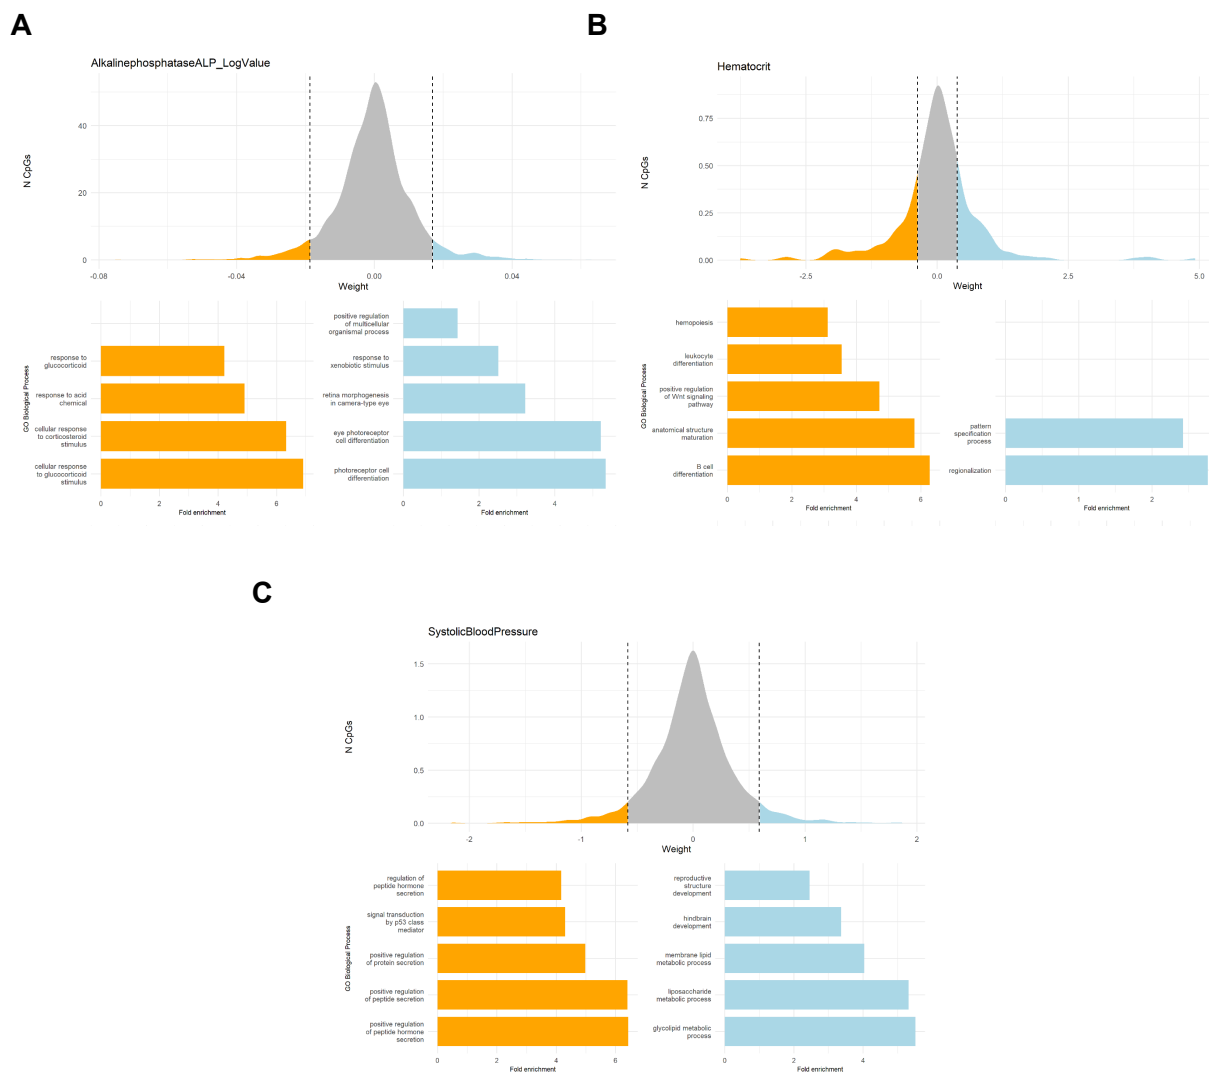 A
AlkalinephosphataseALP_LogValue
N CpGs
40
20
0
-0.08
-0.04
0.00
0.04
Weight
GO Biological Process
response to
glucocorticoid
response to acid
chemical
cellular response
to corticosteroid
stimulus
cellular response
to glucocorticoid
stimulus
0
2
4
6
Fold enrichment
positive regulation
of multicellular
organismal process
response to
xenobiotic stimulus
retina morphogenesis
in camera-type eye
eye photoreceptor
cell differentiation
photoreceptor cell
differentiation
0
2
4
Fold enrichment
B
Hematocrit
N CpGs
0.75
0.50
0.25
0.00
-2.5
0.0
2.5
5.0
Weight
GO Biological Process
hemopoiesis
leukocyte
differentiation
positive regulation
of Wnt signaling
pathway
anatomical structure
maturation
B cell
differentiation
0
2
4
6
Fold enrichment
pattern
specification
process
regionalization
0
1
2
Fold enrichment
C
SystolicBloodPressure
N CpGs
1.5
1.0
0.5
0.0
-2
-1
0
1
2
Weight
GO Biological Process
regulation of
peptide hormone
secretion
signal transduction
by p53 class
mediator
positive regulation
of protein secretion
positive regulation
of peptide secretion
positive regulation
of peptide hormone
secretion
0
2
4
6
Fold enrichment
reproductive
structure
development
hindbrain
development
membrane lipid
metabolic process
liposaccharide
metabolic process
glycolipid metabolic
process
0
2
4
Fold enrichment